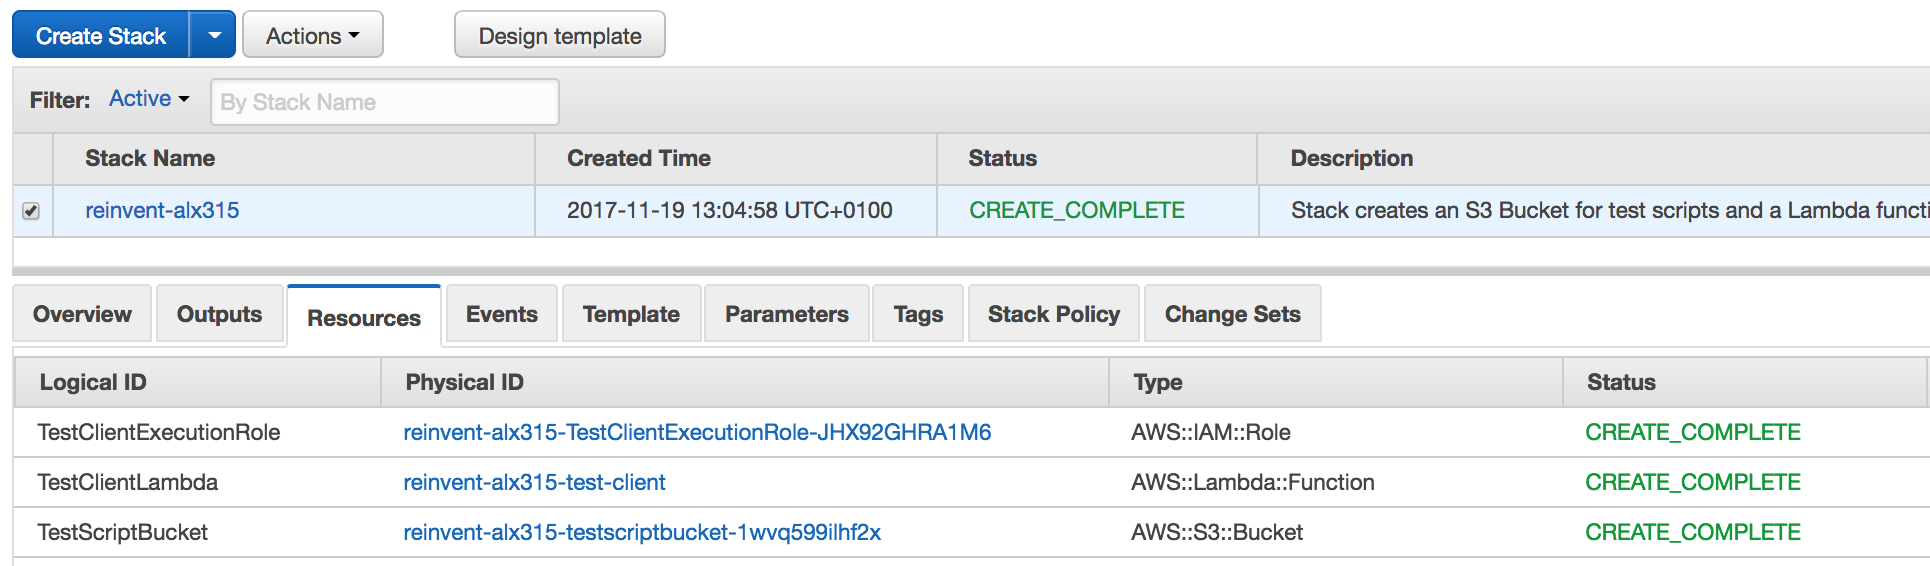 Create Stack Actions Design template
Filter: Active By Stack Name
Stack Name Created Time Status Description
reinvent-alx315 2017-11-19 13:04:58 UTC+0100 CREATE_COMPLETE Stack creates an S3 Bucket for test scripts and a Lambda functi
Overview Outputs Resources Events Template Parameters Tags Stack Policy Change Sets
Logical ID Physical ID Type Status
TestClientExecutionRole reinvent-alx315-TestClientExecutionRole-JHX92GHRA1M6 AWS::IAM::Role CREATE_COMPLETE
TestClientLambda reinvent-alx315-test-client AWS::Lambda::Function CREATE_COMPLETE
TestScriptBucket reinvent-alx315-testscriptbucket-1wvq599ilhf2x AWS::S3::Bucket CREATE_COMPLETE